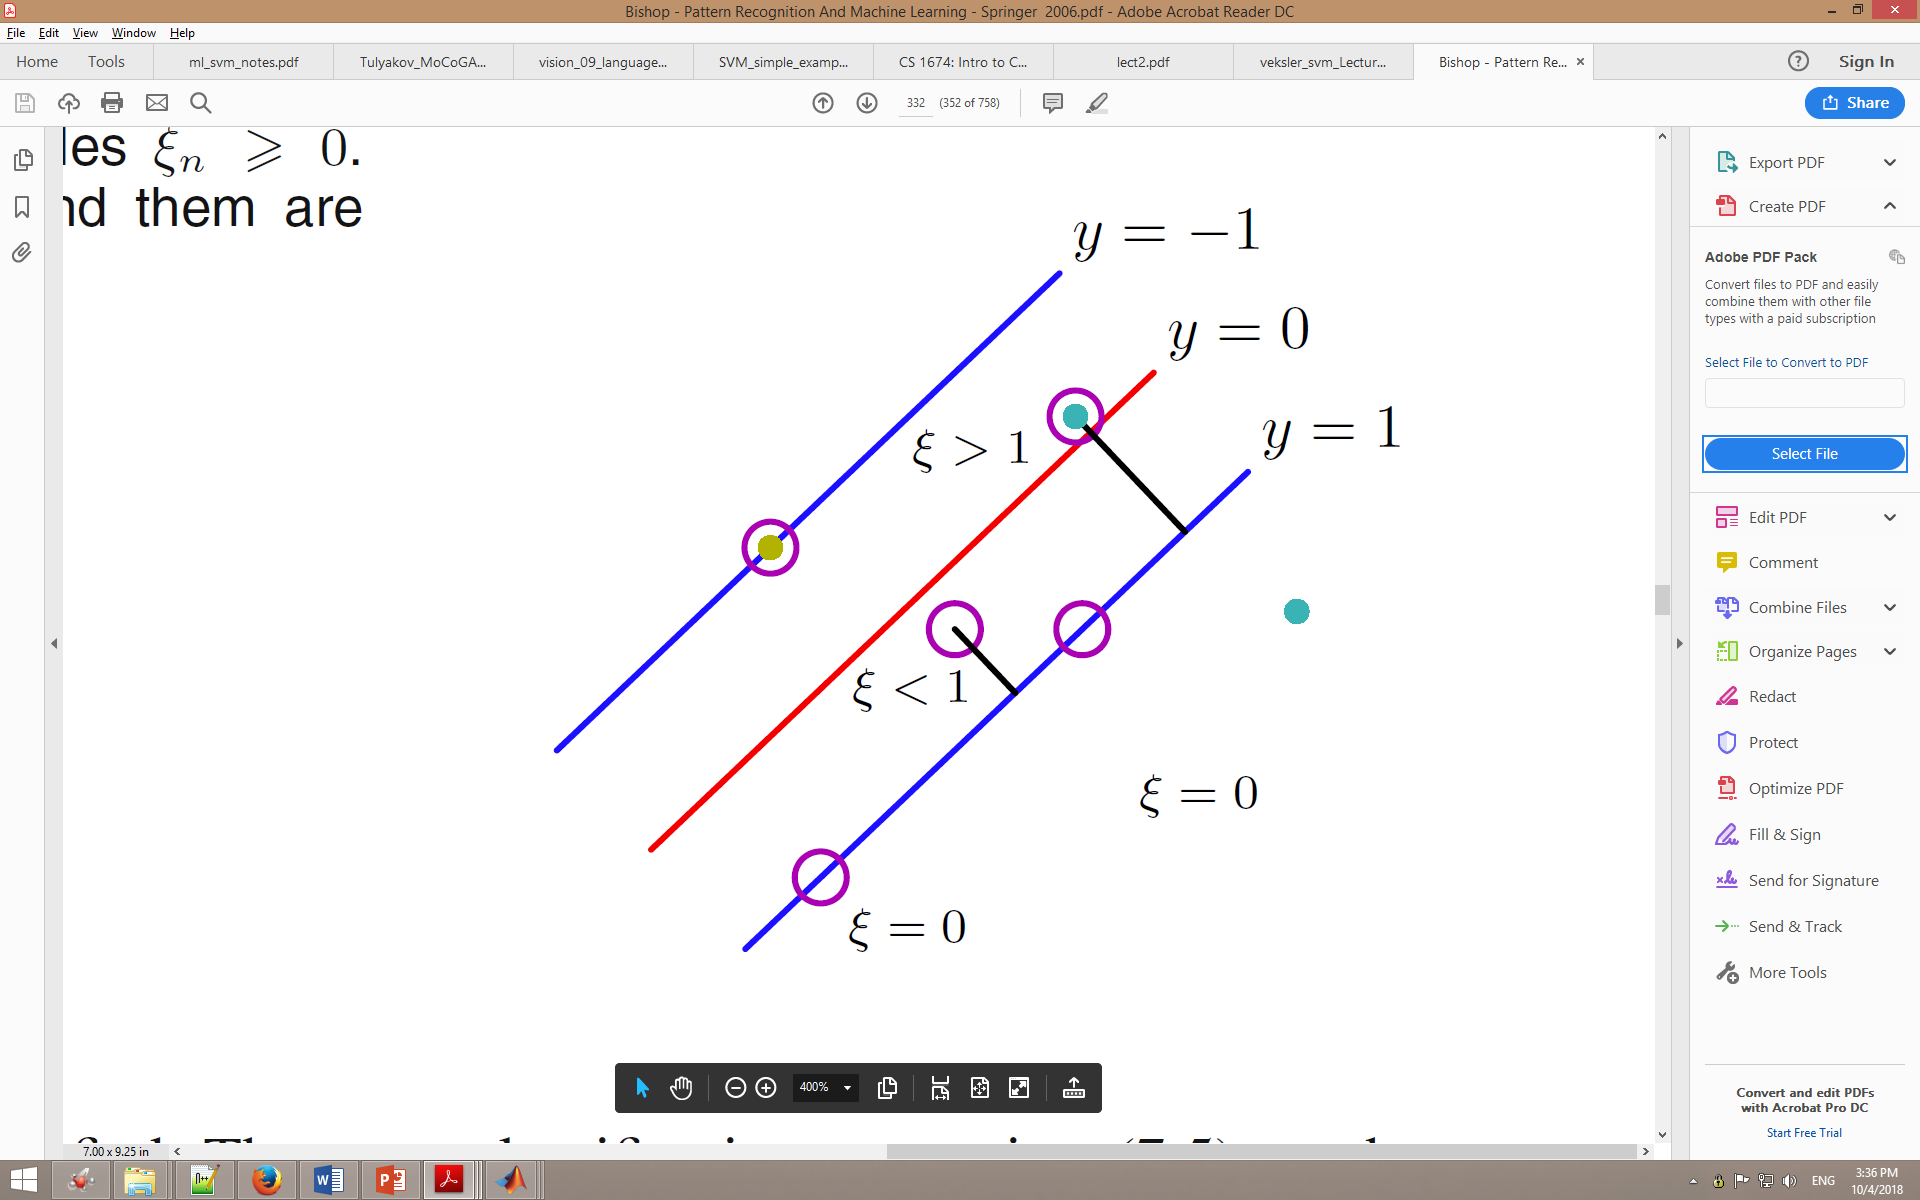 Bishop - Pattern Recognition And Machine Learning - Springer 2006.pdf - Adobe Acrobat Reader DC
File Edit View Window Help
Home Tools ml_svm_notes.pdf Tulyakov_MoCoGA... vision_09_language... SVM_simple_examp... CS 1674: Intro to C... lect2.pdf veksler_svm_Lectur... Bishop - Pattern Re... × Sign In
332 (352 of 758) Share
les ξn ⩾ 0.
nd them are
y = −1
y = 0
y = 1
ξ > 1
ξ < 1
ξ = 0
ξ = 0
400%
7.00 x 9.25 in
Export PDF
Create PDF
Adobe PDF Pack
Convert files to PDF and easily
combine them with other file
types with a paid subscription
Select File to Convert to PDF
Select File
Edit PDF
Comment
Combine Files
Organize Pages
Redact
Protect
Optimize PDF
Fill & Sign
Send for Signature
Send & Track
More Tools
Convert and edit PDFs
with Acrobat Pro DC
Start Free Trial
ENG
3:36 PM
10/4/2018